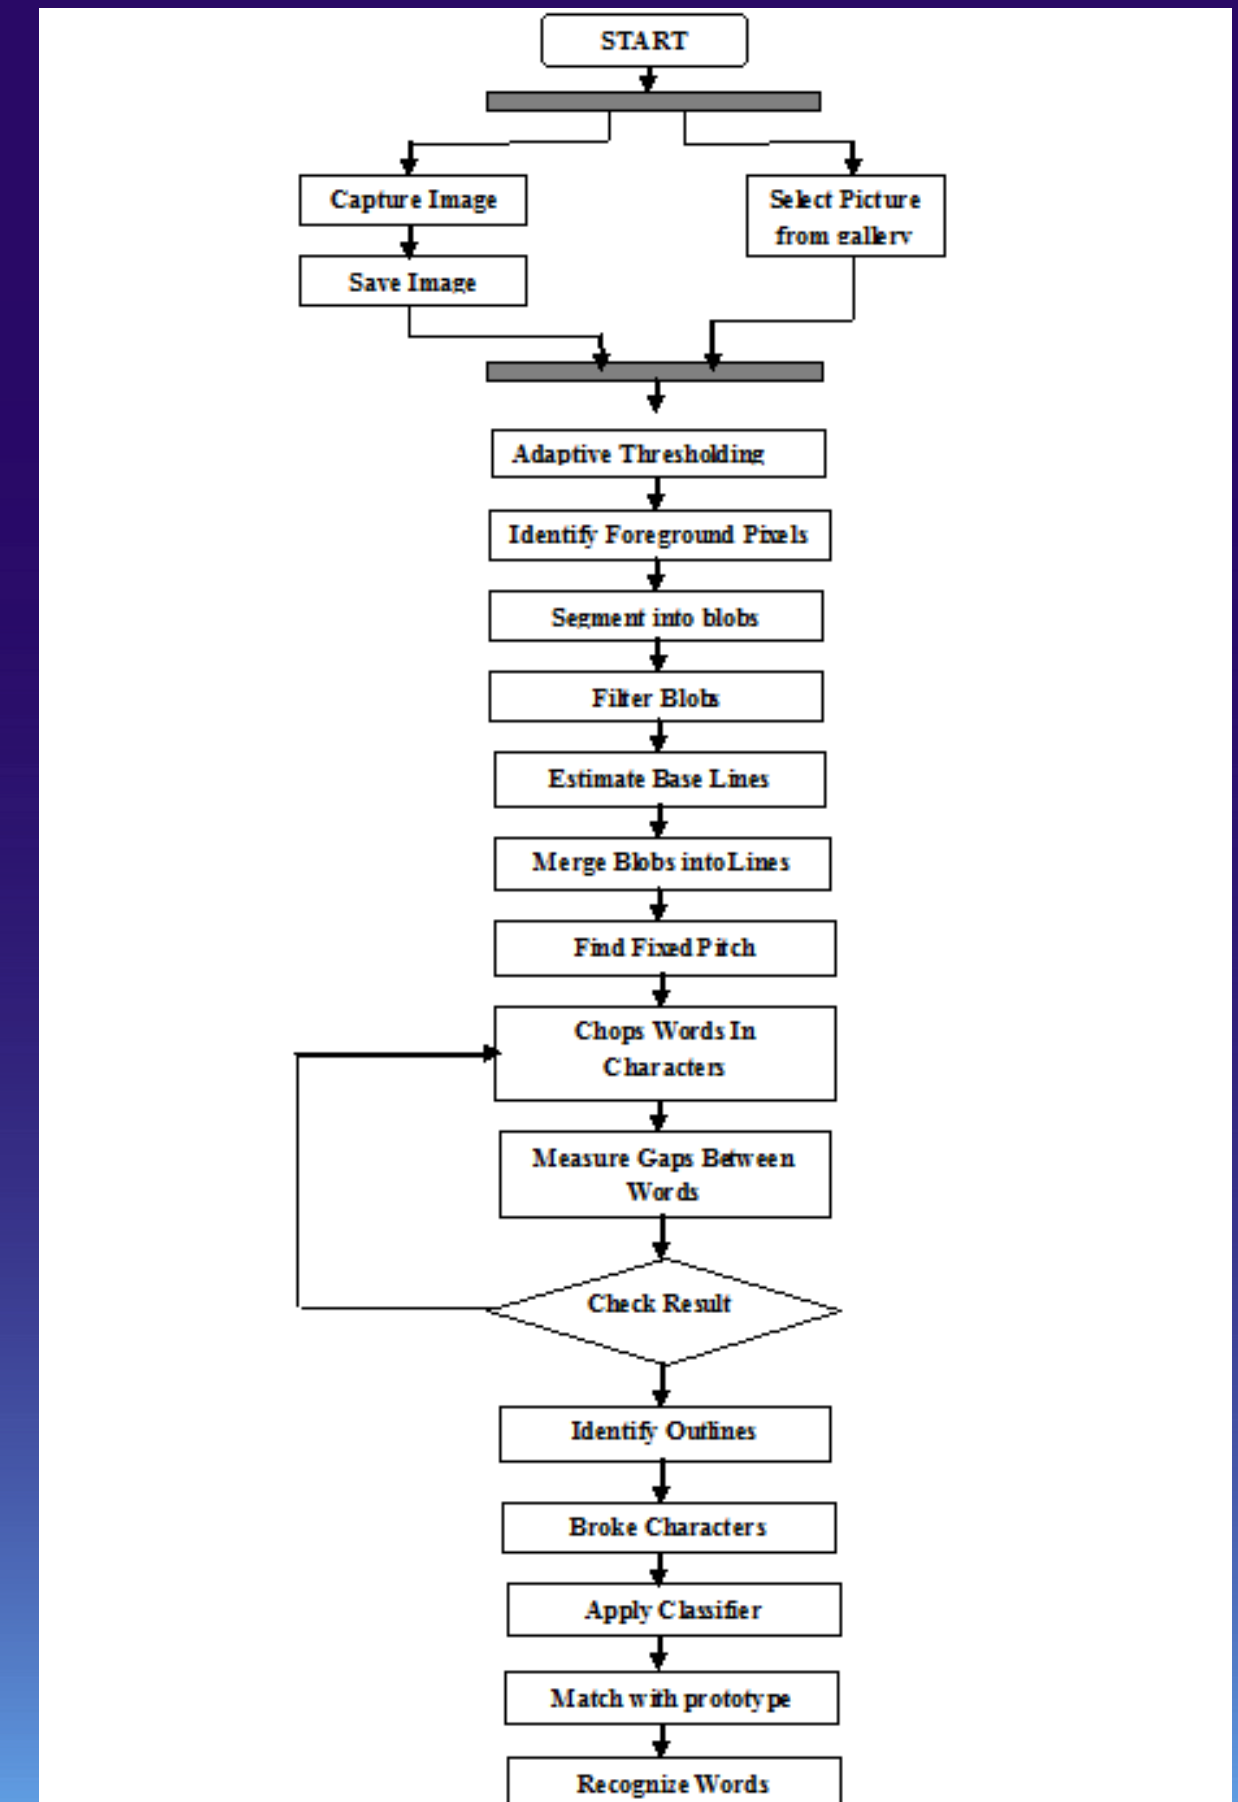 START
Capture Image
Select Picture
from gallery
Save Image
Adaptive Thresholding
Identify Foreground Pixels
Segment into blobs
Filter Blobs
Estimate Base Lines
Merge Blobs into Lines
Find Fixed Pitch
Chops Words In
Characters
Measure Gaps Between
Words
Check Result
Identify Outlines
Broke Characters
Apply Classifier
Match with prototype
Recognize Words